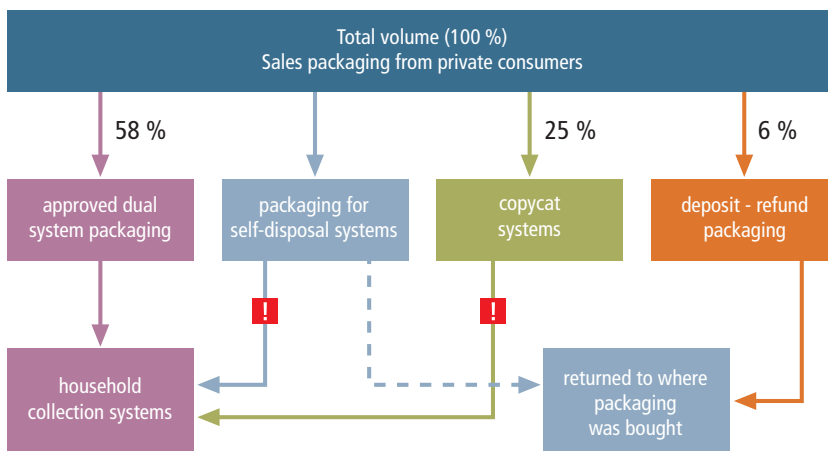 Total volume (100 %)
Sales packaging from private consumers
58 %
25 %
6 %
approved dual
system packaging
packaging for
self-disposal systems
copycat
systems
deposit - refund
packaging
!
!
household
collection systems
returned to where
packaging
was bought